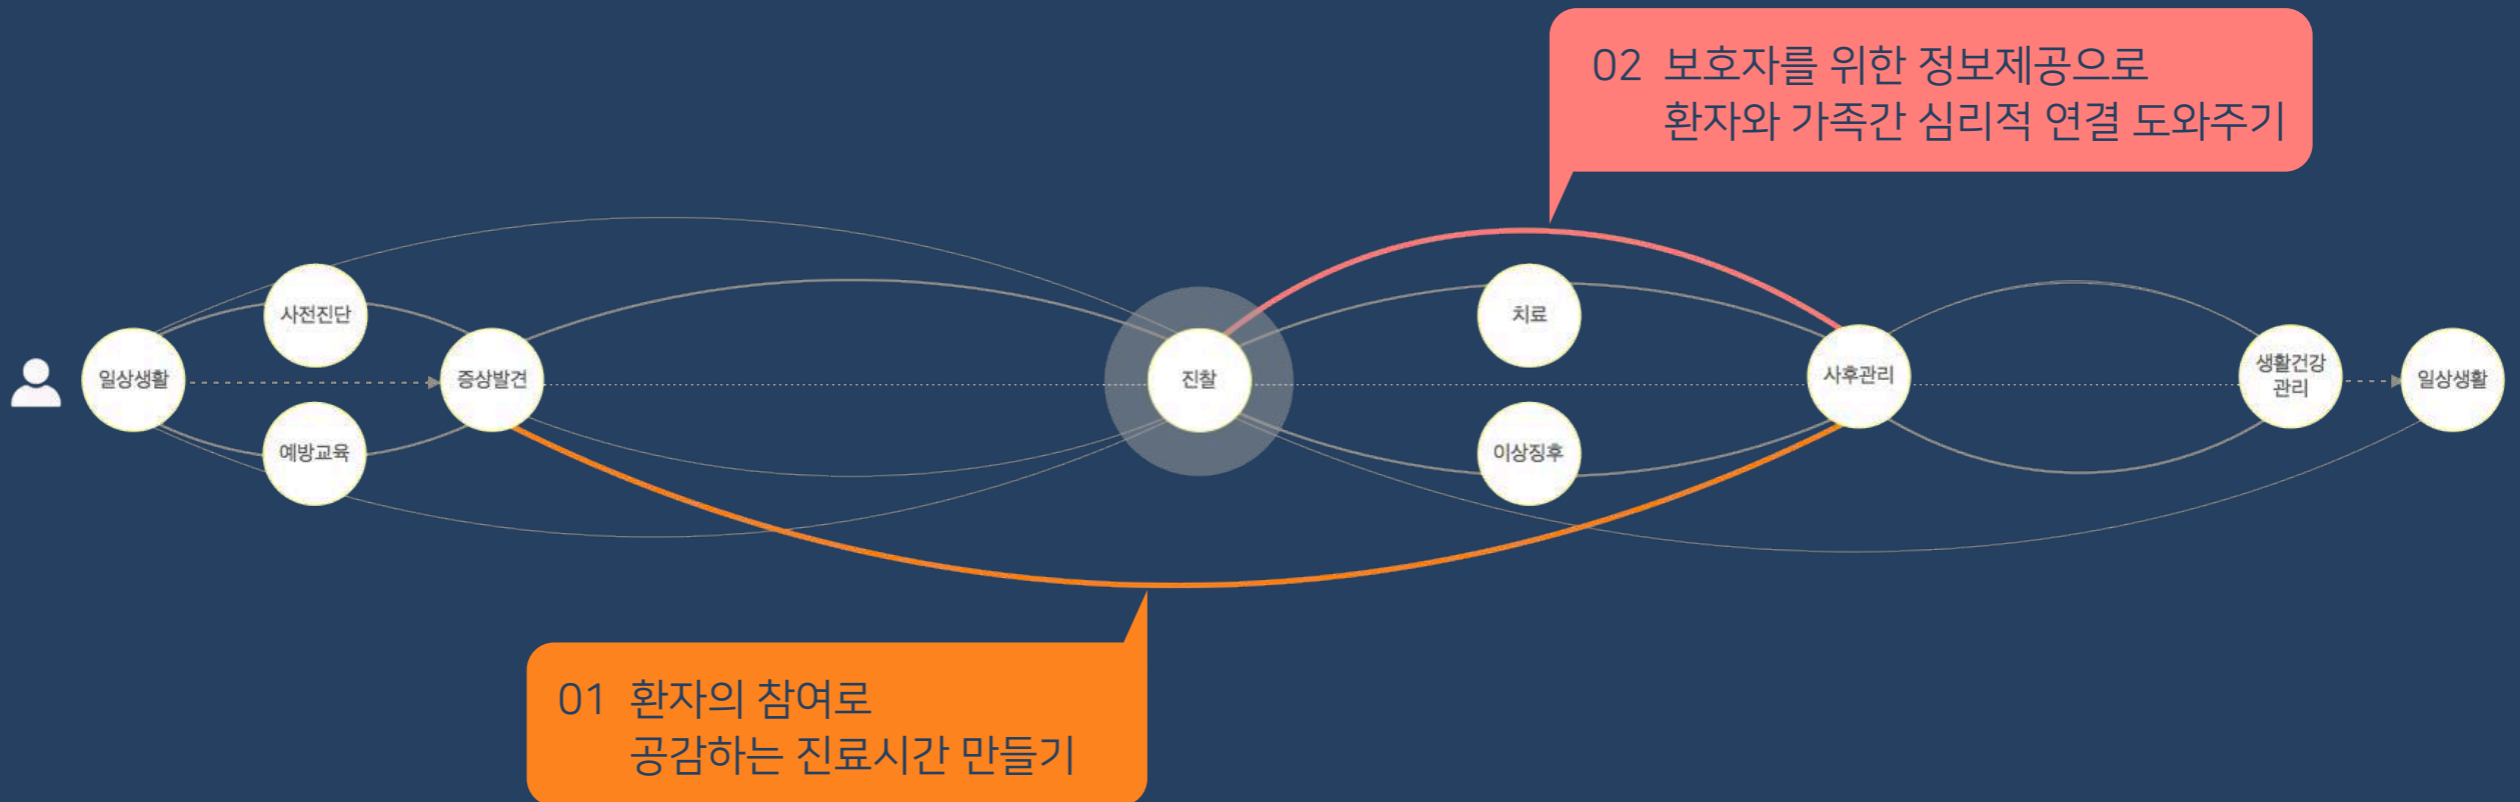 02 보호자를 위한 정보제공으로
환자와 가족간 심리적 연결 도와주기
사전진단
치료
일상생활
증상발견
진찰
사후관리
생활건강
관리
일상생활
예방교육
이상징후
01 환자의 참여로
공감하는 진료시간 만들기